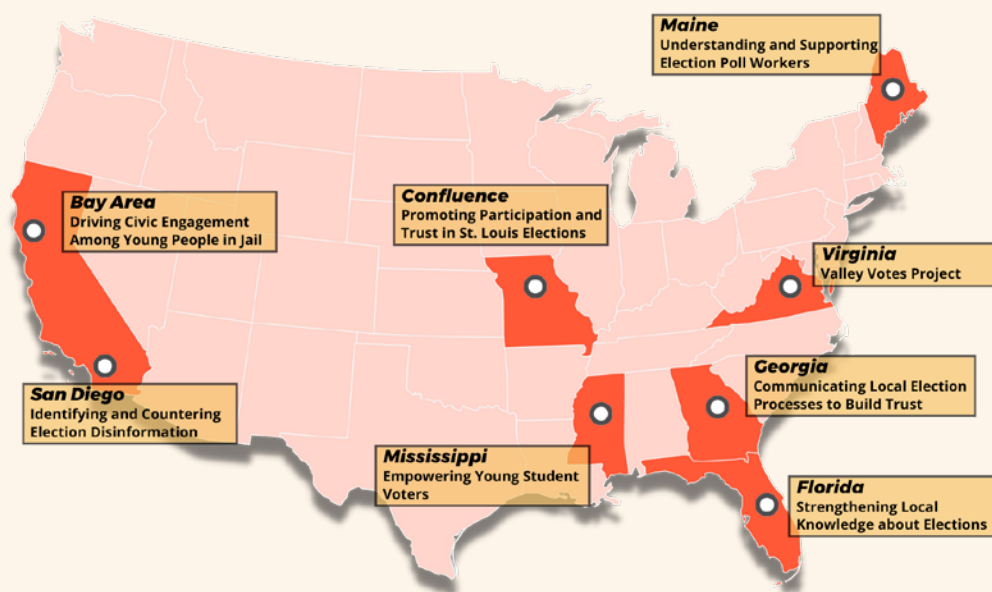 Maine
Understanding and Supporting
Election Poll Workers
Bay Area
Driving Civic Engagement
Among Young People in Jail
Confluence
Promoting Participation and
Trust in St. Louis Elections
Virginia
Valley Votes Project
San Diego
Identifying and Countering
Election Disinformation
Georgia
Communicating Local Election
Processes to Build Trust
Mississippi
Empowering Young Student
Voters
Florida
Strengthening Local
Knowledge about Elections